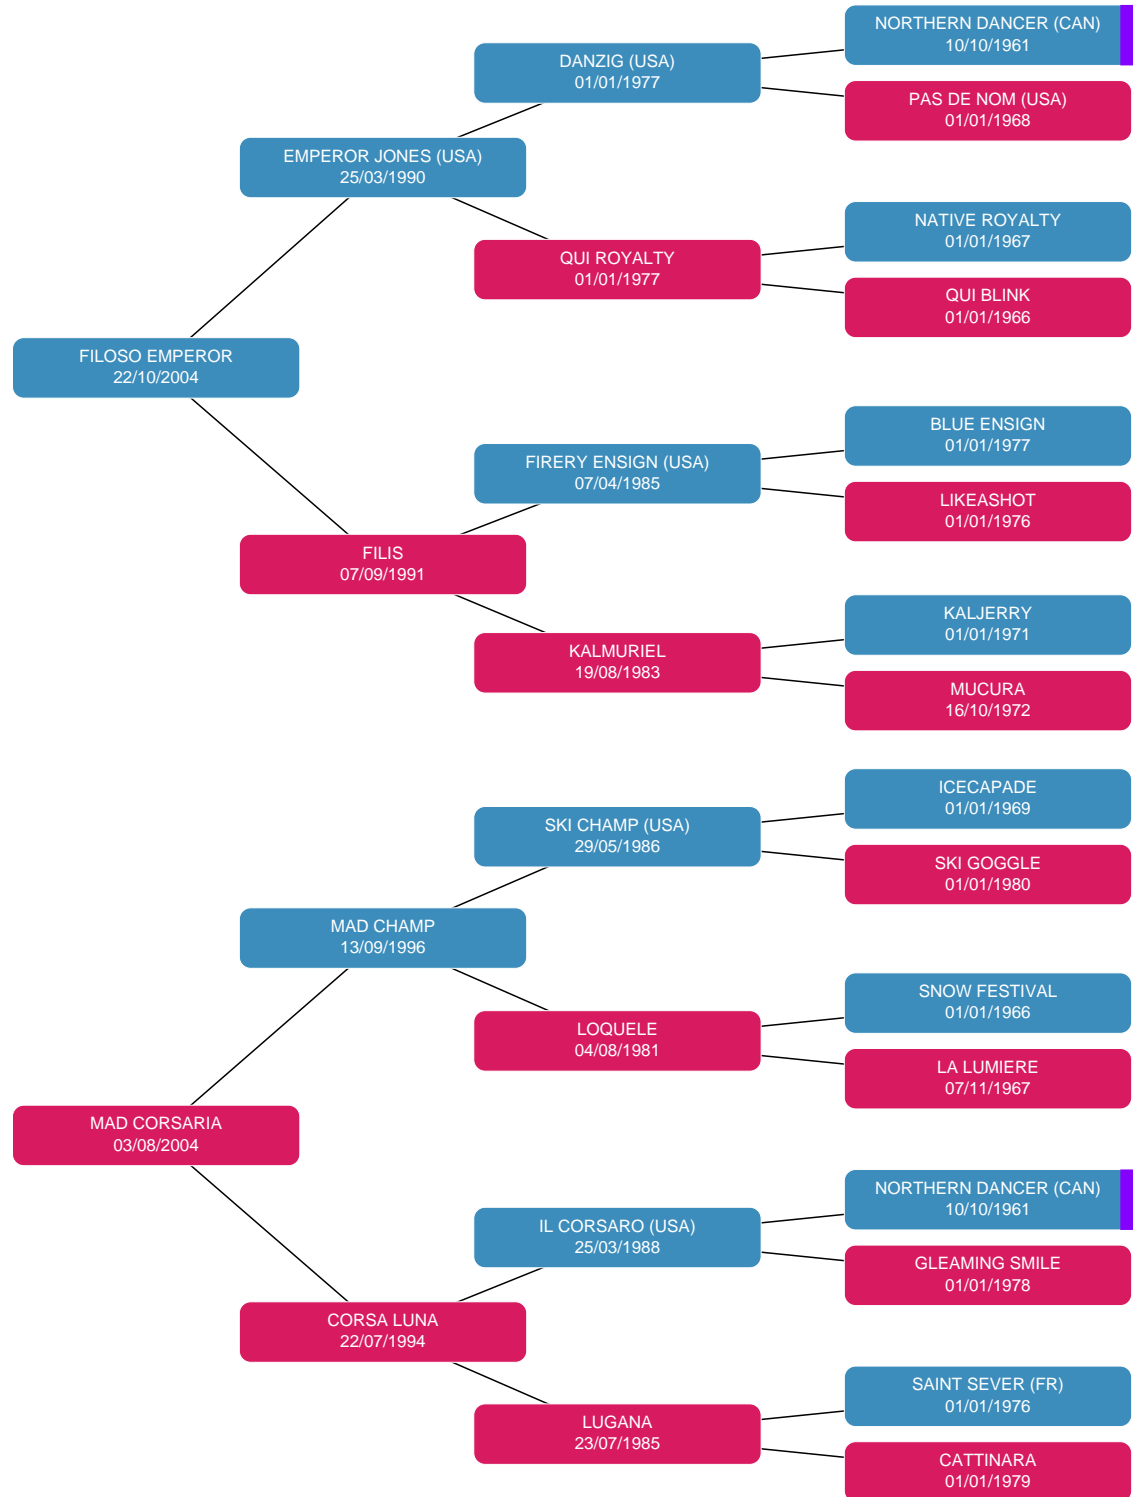 NORTHERN DANCER (CAN)
10/10/1961
DANZIG (USA)
01/01/1977
PAS DE NOM (USA)
01/01/1968
EMPEROR JONES (USA)
25/03/1990
NATIVE ROYALTY
01/01/1967
QUI ROYALTY
01/01/1977
QUI BLINK
01/01/1966
FILOSO EMPEROR
22/10/2004
BLUE ENSIGN
01/01/1977
FIRERY ENSIGN (USA)
07/04/1985
LIKEASHOT
01/01/1976
FILIS
07/09/1991
KALJERRY
01/01/1971
KALMURIEL
19/08/1983
MUCURA
16/10/1972
ICECAPADE
01/01/1969
SKI CHAMP (USA)
29/05/1986
SKI GOGGLE
01/01/1980
MAD CHAMP
13/09/1996
SNOW FESTIVAL
01/01/1966
LOQUELE
04/08/1981
LA LUMIERE
07/11/1967
MAD CORSARIA
03/08/2004
NORTHERN DANCER (CAN)
10/10/1961
IL CORSARO (USA)
25/03/1988
GLEAMING SMILE
01/01/1978
CORSA LUNA
22/07/1994
SAINT SEVER (FR)
01/01/1976
LUGANA
23/07/1985
CATTINARA
01/01/1979